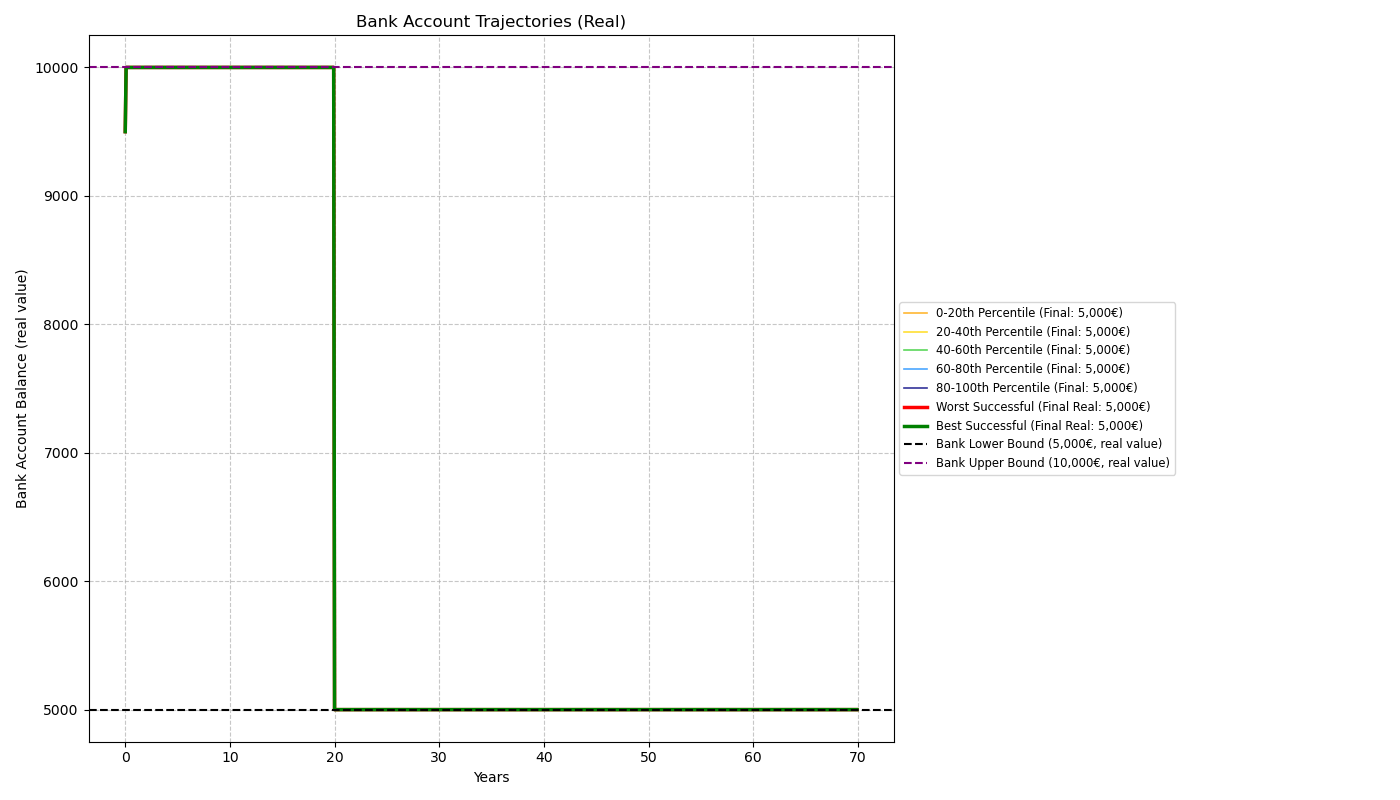 Bank Account Trajectories (Real)
Bank Account Balance (real value)
10000
9000
8000
7000
6000
5000
0 10 20 30 40 50 60 70
Years
0-20th Percentile (Final: 5,000€)
20-40th Percentile (Final: 5,000€)
40-60th Percentile (Final: 5,000€)
60-80th Percentile (Final: 5,000€)
80-100th Percentile (Final: 5,000€)
Worst Successful (Final Real: 5,000€)
Best Successful (Final Real: 5,000€)
Bank Lower Bound (5,000€, real value)
Bank Upper Bound (10,000€, real value)